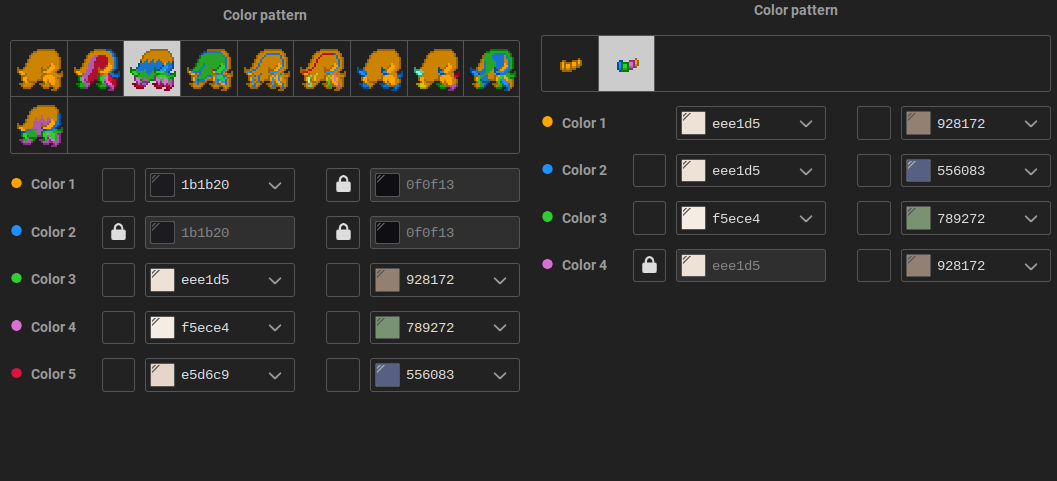 Color pattern
Color 1 1b1b20 0f0f13
Color 2 1b1b20 0f0f13
Color 3 eee1d5 928172
Color 4 f5ece4 789272
Color 5 e5d6c9 556083
Color pattern
Color 1 eee1d5 928172
Color 2 eee1d5 556083
Color 3 f5ece4 789272
Color 4 eee1d5 928172